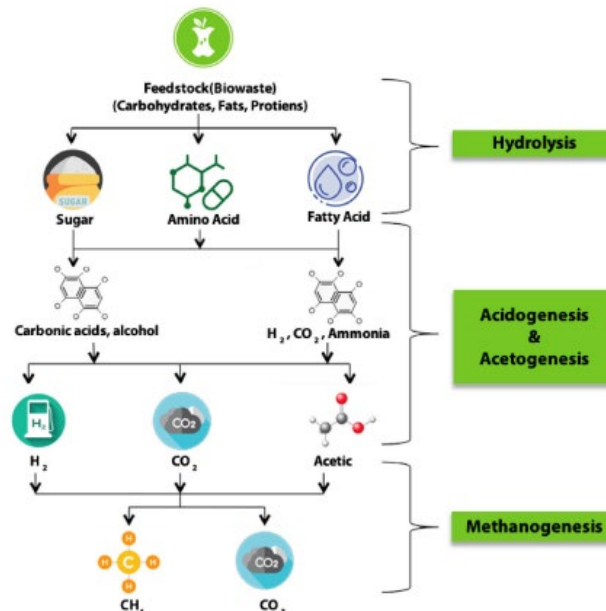 Feedstock(Biowaste)
(Carbohydrates, Fats, Protiens)
Hydrolysis
SUGAR
Sugar
Amino Acid
Fatty Acid
Carbonic acids, alcohol
H₂, CO₂, Ammonia
Acidogenesis
&
Acetogenesis
H₂
CO₂
H₂
CO₂
Acetic
Methanogenesis
H
H C H
H
CO₂
CH₄
CO₂